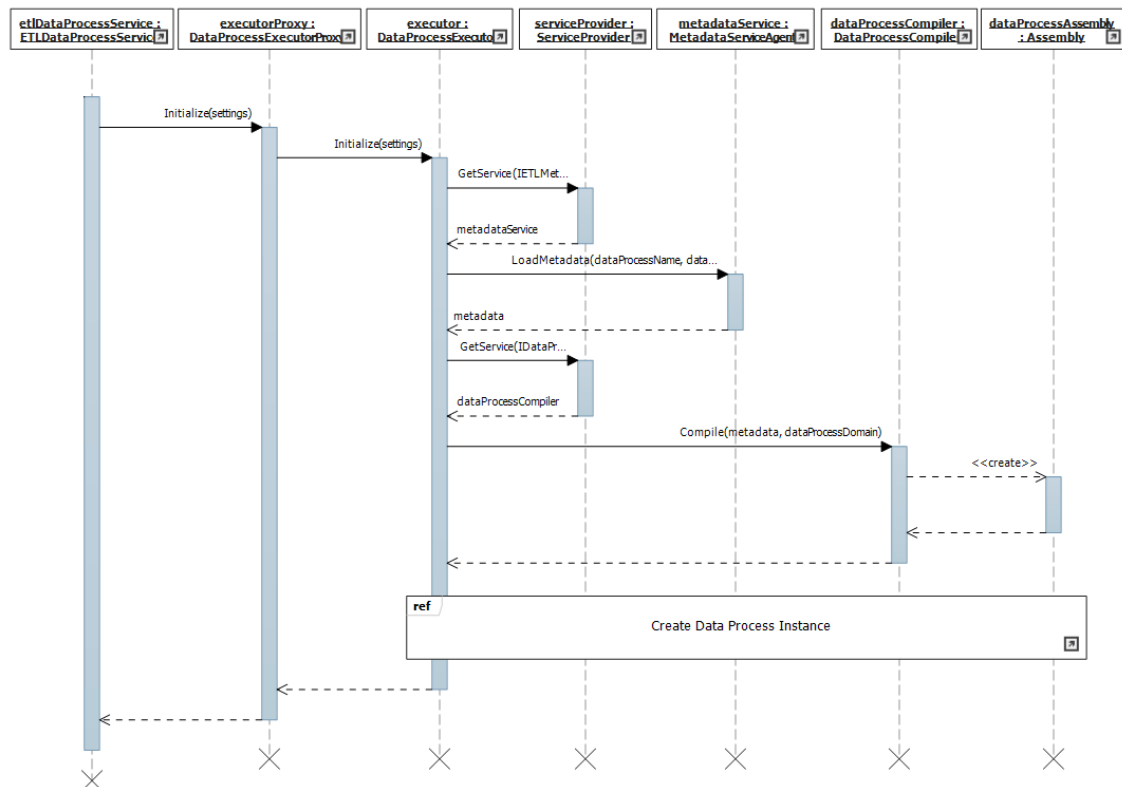 etlDataProcessService :
ETLDataProcessServic
executorProxy :
DataProcessExecutorProxy
executor :
DataProcessExecuto
serviceProvider :
ServiceProvider
metadataService :
MetadataServiceAgent
dataProcessCompiler :
DataProcessCompile
dataProcessAssembly
: Assembly
Initialize(settings)
Initialize(settings)
GetService(IETLMet...
metadataService
LoadMetadata(dataProcessName, data...
metadata
GetService(IDataPr...
dataProcessCompiler
Compile(metadata, dataProcessDomain)
<<create>>
ref
Create Data Process Instance